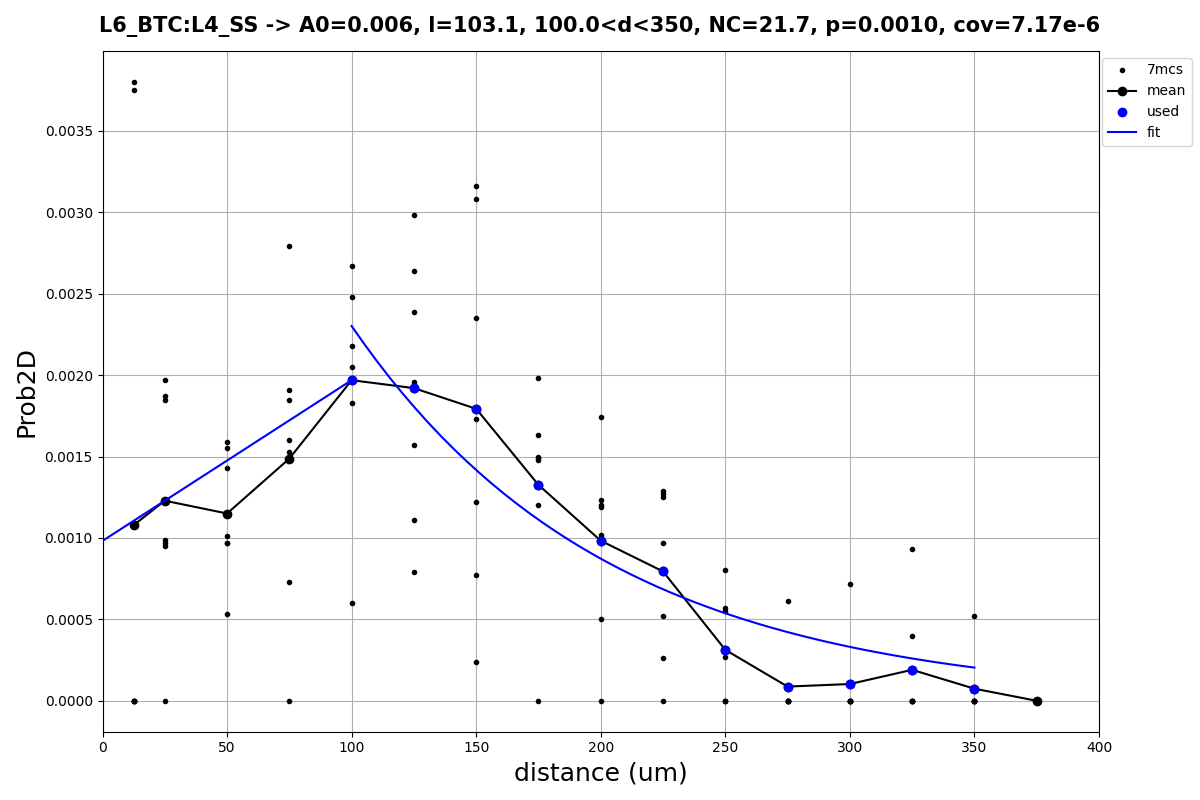 L6_BTC:L4_SS -> A0=0.006, l=103.1, 100.0<d<350, NC=21.7, p=0.0010, cov=7.17e-6
7mcs
mean
used
fit
0.0035
0.0030
0.0025
0.0020
0.0015
0.0010
0.0005
0.0000
Prob2D
0 50 100 150 200 250 300 350 400
distance (um)